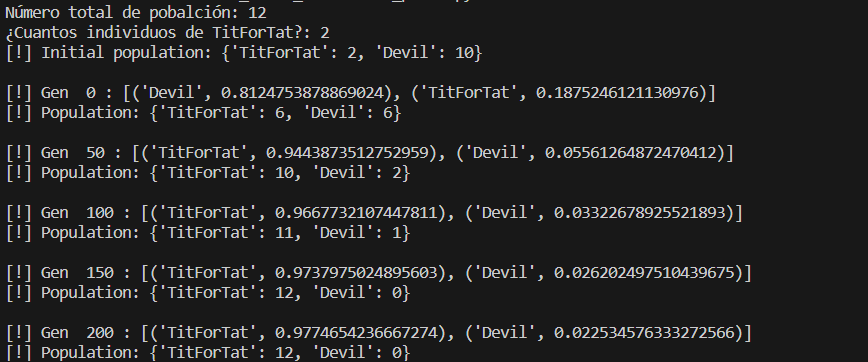 Número total de pobalción: 12
¿Cuantos individuos de TitForTat?: 2
[!] Initial population: {'TitForTat': 2, 'Devil': 10}
[!] Gen  0 : [('Devil', 0.8124753878869024), ('TitForTat', 0.1875246121130976)]
[!] Population: {'TitForTat': 6, 'Devil': 6}
[!] Gen  50 : [('TitForTat', 0.9443873512752959), ('Devil', 0.05561264872470412)]
[!] Population: {'TitForTat': 10, 'Devil': 2}
[!] Gen  100 : [('TitForTat', 0.9667732107447811), ('Devil', 0.03322678925521893)]
[!] Population: {'TitForTat': 11, 'Devil': 1}
[!] Gen  150 : [('TitForTat', 0.9737975024895603), ('Devil', 0.026202497510439675)]
[!] Population: {'TitForTat': 12, 'Devil': 0}
[!] Gen  200 : [('TitForTat', 0.9774654236667274), ('Devil', 0.022534576333272566)]
[!] Population: {'TitForTat': 12, 'Devil': 0}